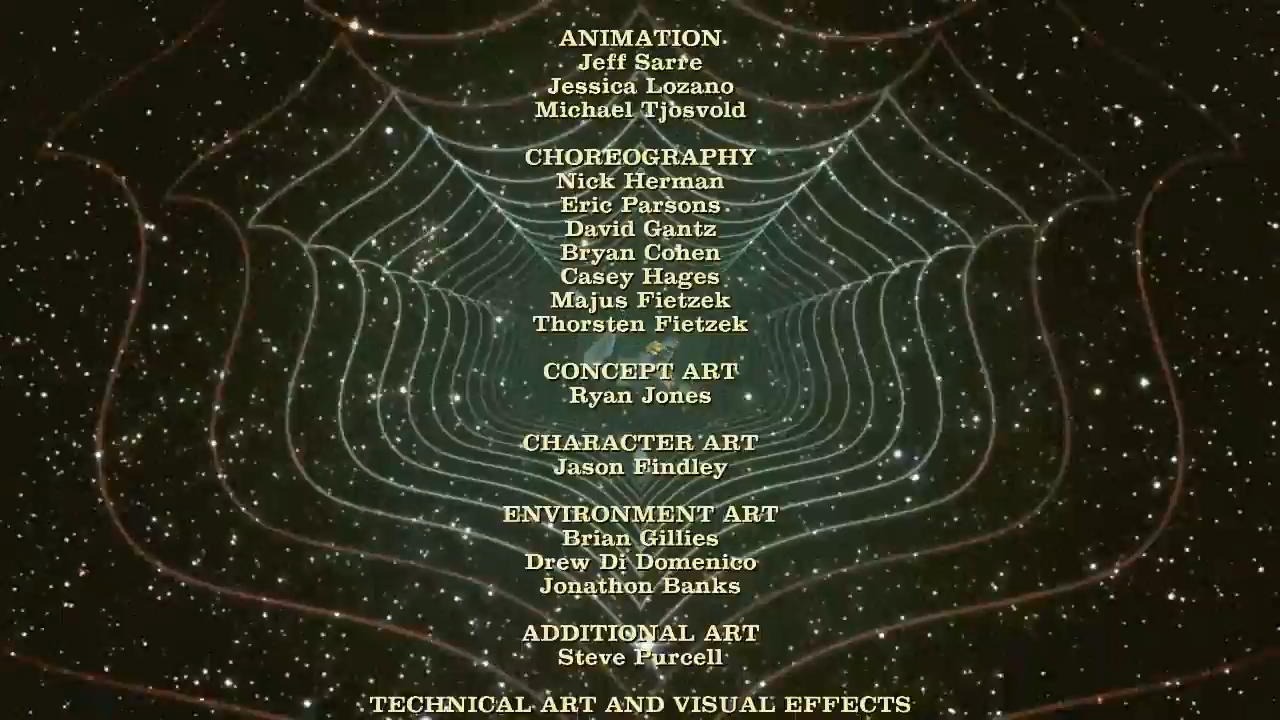 ANIMATION
Jeff Sarre
Jessica Lozano
Michael Tjosvold
CHOREOGRAPHY
Nick Herman
Eric Parsons
David Gantz
Bryan Cohen
Casey Hages
Majus Fietzek
Thorsten Fietzek
CONCEPT ART
Ryan Jones
CHARACTER ART
Jason Findley
ENVIRONMENT ART
Brian Gillies
Drew Di Domenico
Jonathon Banks
ADDITIONAL ART
Steve Purcell
TECHNICAL ART AND VISUAL EFFECTS